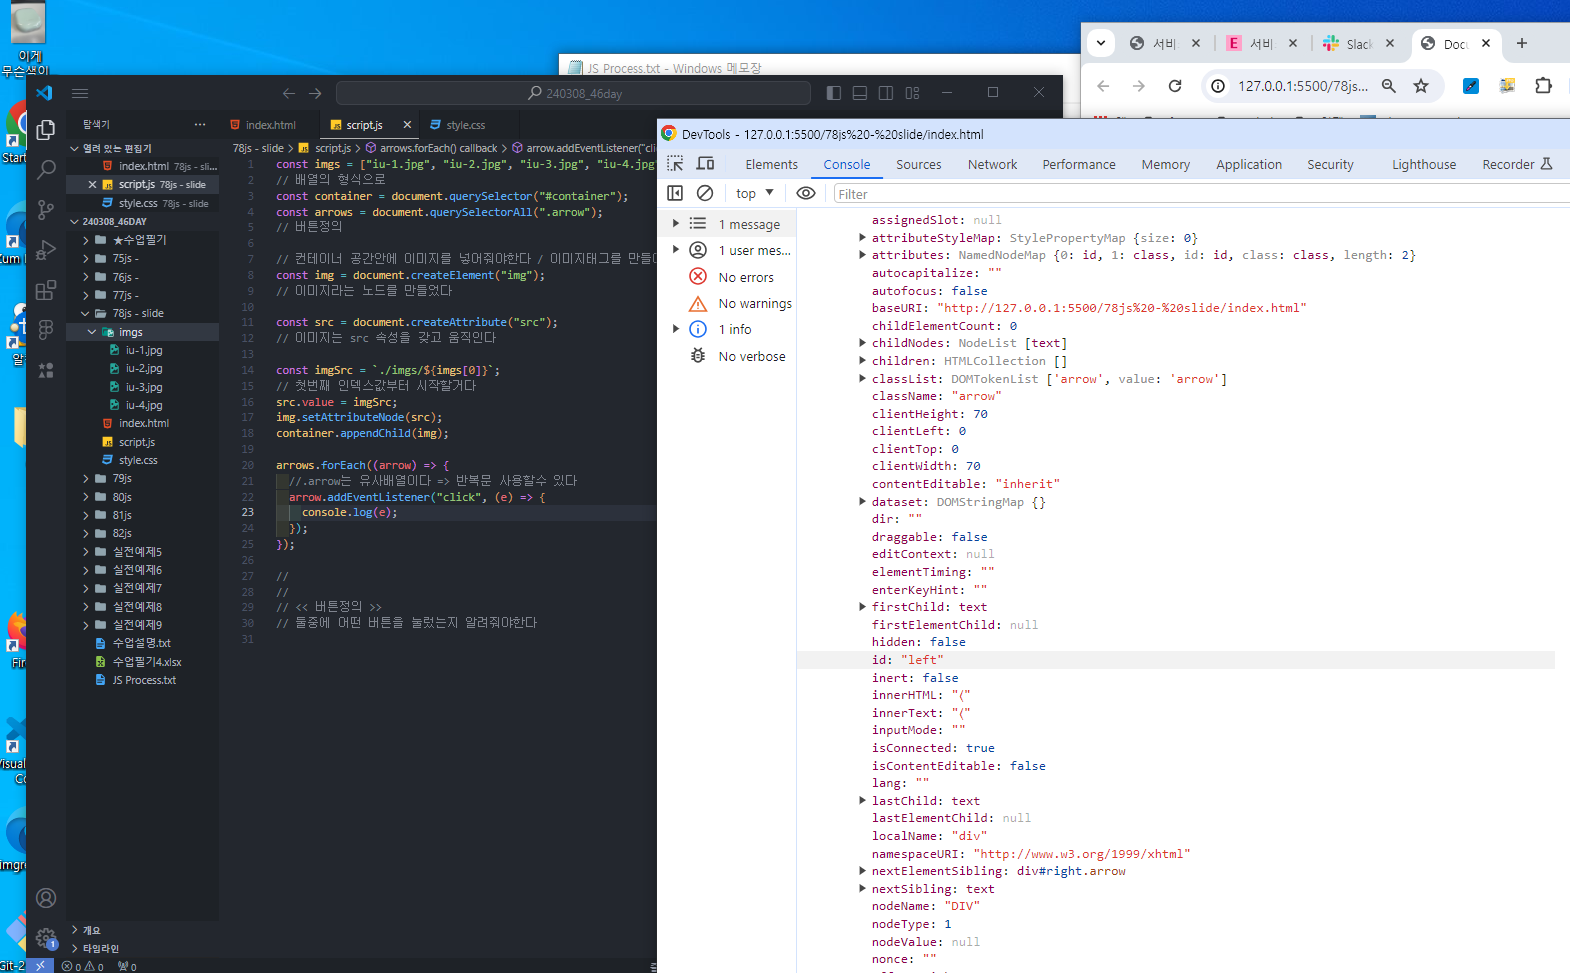 이게
무슨색이
JS Process.txt - Windows 메모장
서비
서비
Slack
Docu
127.0.0.1:5500/78js...
240308_46day
탐색기
열려 있는 편집기
index.html 78js - sli...
script.js 78js - slide
style.css 78js - slide
240308_46DAY
★수업필기
75js -
76js -
77js -
78js - slide
imgs
iu-1.jpg
iu-2.jpg
iu-3.jpg
iu-4.jpg
index.html
script.js
style.css
79js
80js
81js
82js
실전예제5
실전예제6
실전예제7
실전예제8
실전예제9
수업설명.txt
수업필기4.xlsx
JS Process.txt
개요
타임라인
index.html
script.js
style.css
78js - slide > script.js > arrows.forEach() callback > arrow.addEventListener("clic
1 const imgs = ["iu-1.jpg", "iu-2.jpg", "iu-3.jpg", "iu-4.jpg"
2 // 배열의 형식으로
3 const container = document.querySelector("#container");
4 const arrows = document.querySelectorAll(".arrow");
5 // 버튼정의
6
7 // 컨테이너 공간안에 이미지를 넣어줘야한다 / 이미지태그를 만들어
8 const img = document.createElement("img");
9 // 이미지라는 노드를 만들었다
10
11 const src = document.createAttribute("src");
12 // 이미지는 src 속성을 갖고 움직인다
13
14 const imgSrc = `./imgs/${imgs[0]}`;
15 // 첫번째 인덱스값부터 시작할거다
16 src.value = imgSrc;
17 img.setAttributeNode(src);
18 container.appendChild(img);
19
20 arrows.forEach((arrow) => {
21 //.arrow는 유사배열이다 => 반복문 사용할수 있다
22 arrow.addEventListener("click", (e) => {
23 console.log(e);
24 });
25 });
26
27 //
28 //
29 // << 버튼정의 >>
30 // 둘중에 어떤 버튼을 눌렀는지 알려줘야한다
31
DevTools - 127.0.0.1:5500/78js%20-%20slide/index.html
Elements Console Sources Network Performance Memory Application Security Lighthouse Recorder
top Filter
1 message
1 user mes...
No errors
No warnings
1 info
No verbose
assignedSlot: null
attributeStyleMap: StylePropertyMap {size: 0}
attributes: NamedNodeMap {0: id, 1: class, id: id, class: class, length: 2}
autocapitalize: ""
autofocus: false
baseURI: "http://127.0.0.1:5500/78js%20-%20slide/index.html"
childElementCount: 0
childNodes: NodeList [text]
children: HTMLCollection []
classList: DOMTokenList ['arrow', value: 'arrow']
className: "arrow"
clientHeight: 70
clientLeft: 0
clientTop: 0
clientWidth: 70
contentEditable: "inherit"
dataset: DOMStringMap {}
dir: ""
draggable: false
editContext: null
elementTiming: ""
enterKeyHint: ""
firstChild: text
firstElementChild: null
hidden: false
id: "left"
inert: false
innerHTML: "⟨"
innerText: "⟨"
inputMode: ""
isConnected: true
isContentEditable: false
lang: ""
lastChild: text
lastElementChild: null
localName: "div"
namespaceURI: "http://www.w3.org/1999/xhtml"
nextElementSibling: div#right.arrow
nextSibling: text
nodeName: "DIV"
nodeType: 1
nodeValue: null
nonce: ""